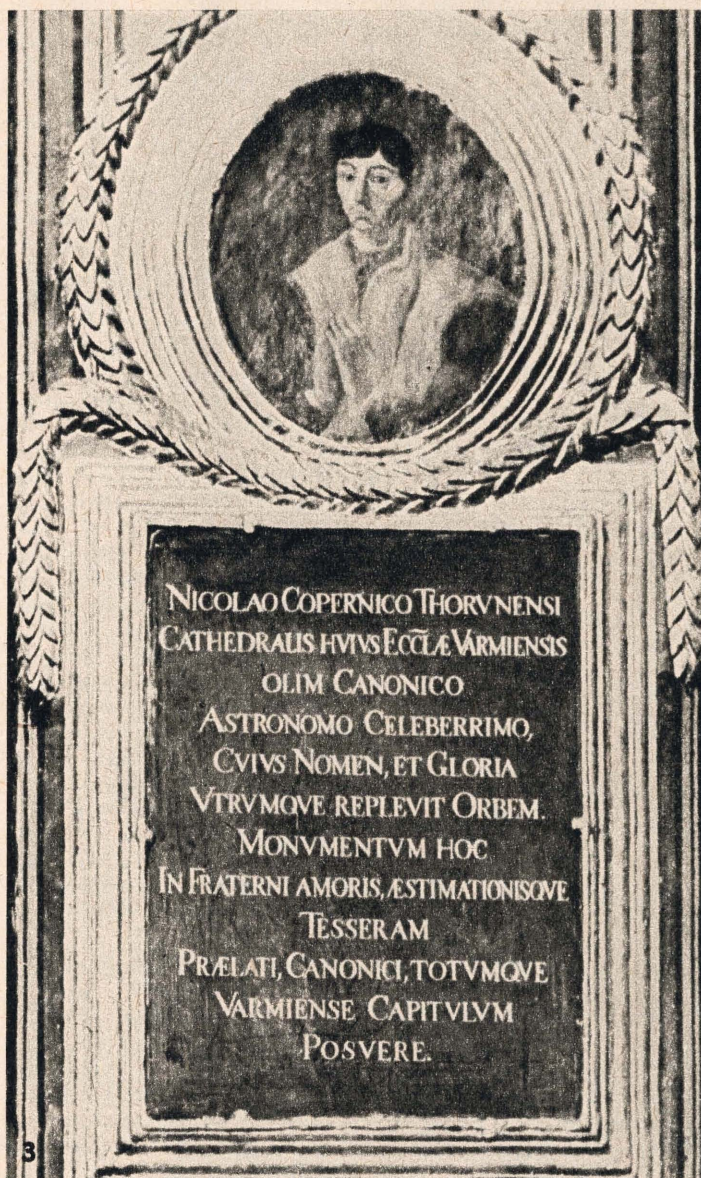 NICOLAO COPERNICO THORVNENSI
CATHEDRALIS HVIVS ECCL̃Æ VARMIENSIS
OLIM CANONICO
ASTRONOMO CELEBERRIMO,
CVIVS NOMEN, ET GLORIA
VTRVMQVE REPLEVIT ORBEM.
MONVMENTVM HOC
IN FRATERNI AMORIS, ÆSTIMATIONISQVE
TESSERAM
PRÆLATI, CANONICI, TOTVMQVE
VARMIENSE CAPITVLVM
POSVERE.
3